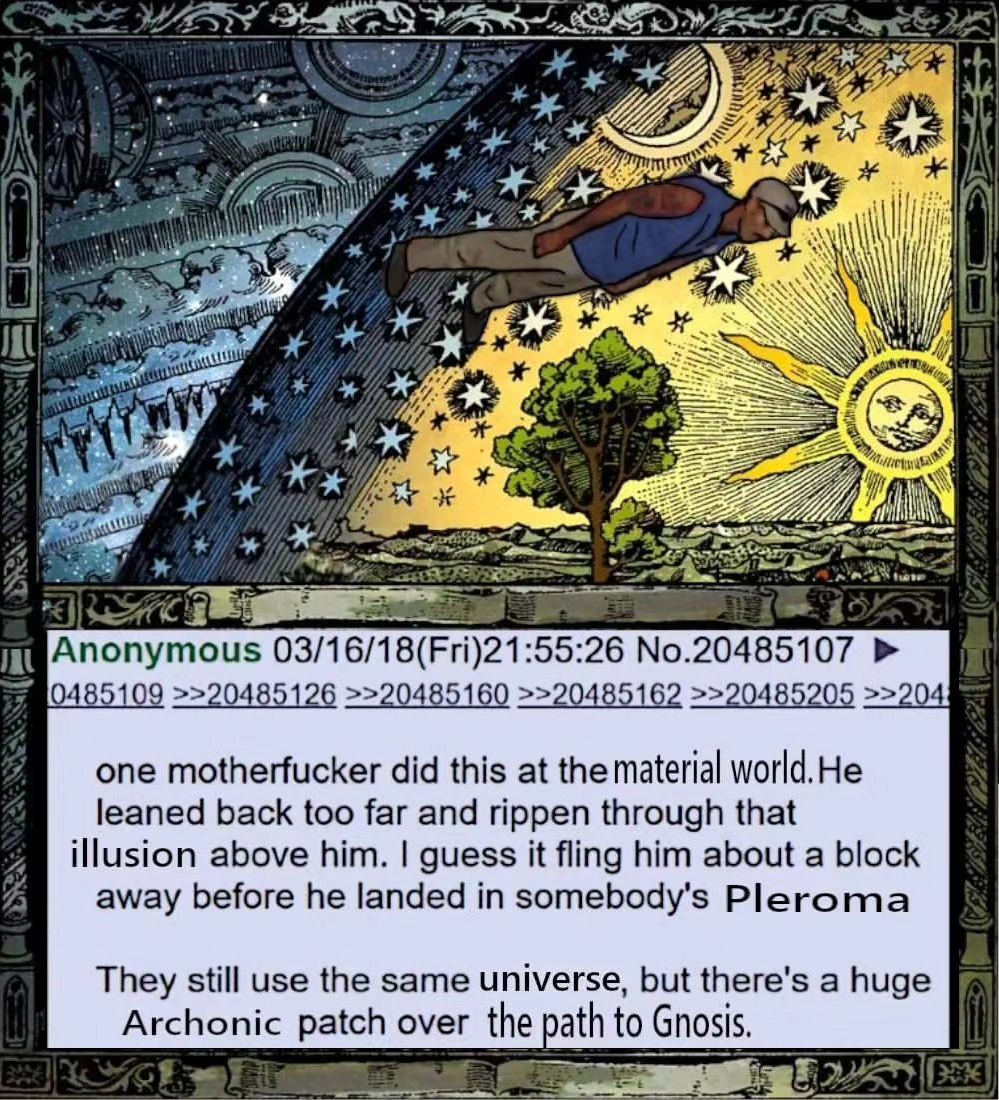 Anonymous 03/16/18(Fri)21:55:26 No.20485107 ▶
0485109 >>20485126 >>20485160 >>20485162 >>20485205 >>204
one motherfucker did this at the material world. He
leaned back too far and rippen through that
illusion above him. I guess it fling him about a block
away before he landed in somebody's Pleroma
They still use the same universe, but there's a huge
Archonic patch over the path to Gnosis.